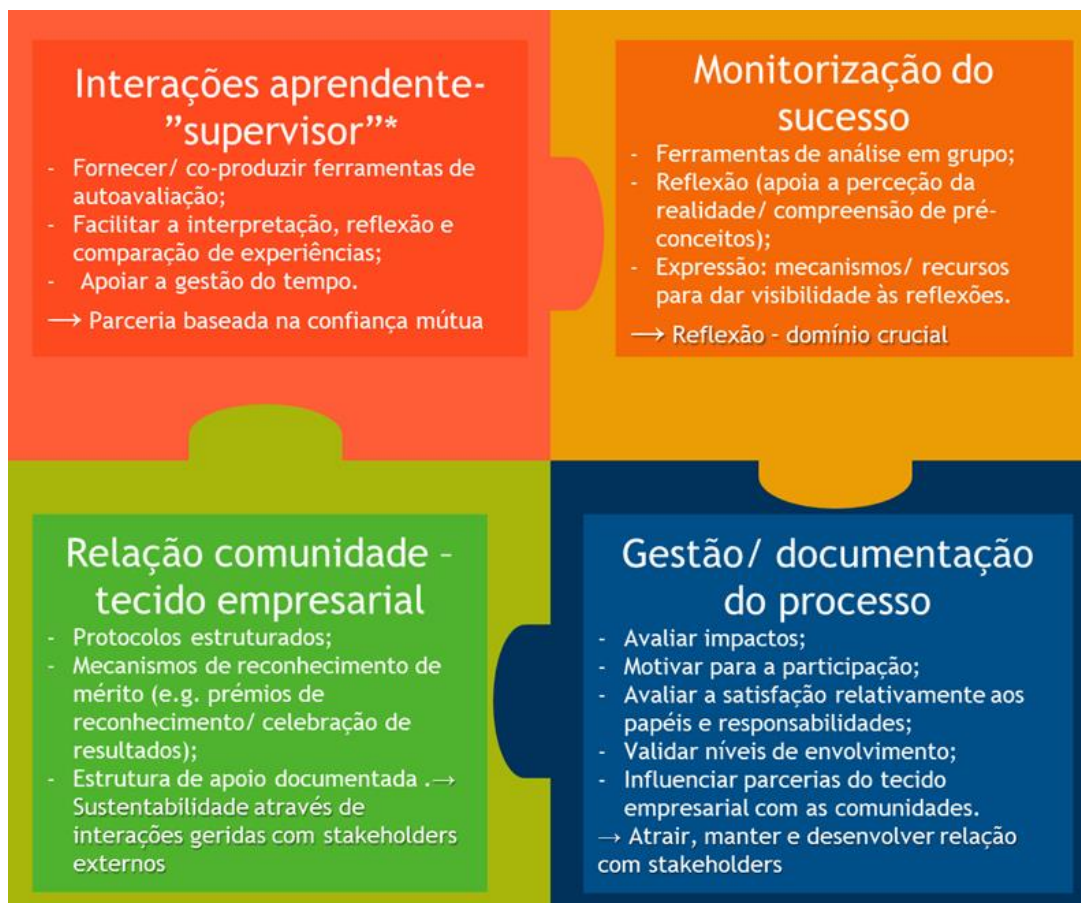 Interações aprendente-
”supervisor”*
- Fornecer/ co-produzir ferramentas de
autoavaliação;
- Facilitar a interpretação, reflexão e
comparação de experiências;
- Apoiar a gestão do tempo.
→ Parceria baseada na confiança mútua
Monitorização do
sucesso
- Ferramentas de análise em grupo;
- Reflexão (apoia a perceção da
realidade/ compreensão de pré-
conceitos);
- Expressão: mecanismos/ recursos
para dar visibilidade às reflexões.
→ Reflexão – domínio crucial
Relação comunidade –
tecido empresarial
- Protocolos estruturados;
- Mecanismos de reconhecimento de
mérito (e.g. prémios de
reconhecimento/ celebração de
resultados);
- Estrutura de apoio documentada .→
Sustentabilidade através de
interações geridas com stakeholders
externos
Gestão/ documentação
do processo
- Avaliar impactos;
- Motivar para a participação;
- Avaliar a satisfação relativamente aos
papéis e responsabilidades;
- Validar níveis de envolvimento;
- Influenciar parcerias do tecido
empresarial com as comunidades.
→ Atrair, manter e desenvolver relação
com stakeholders